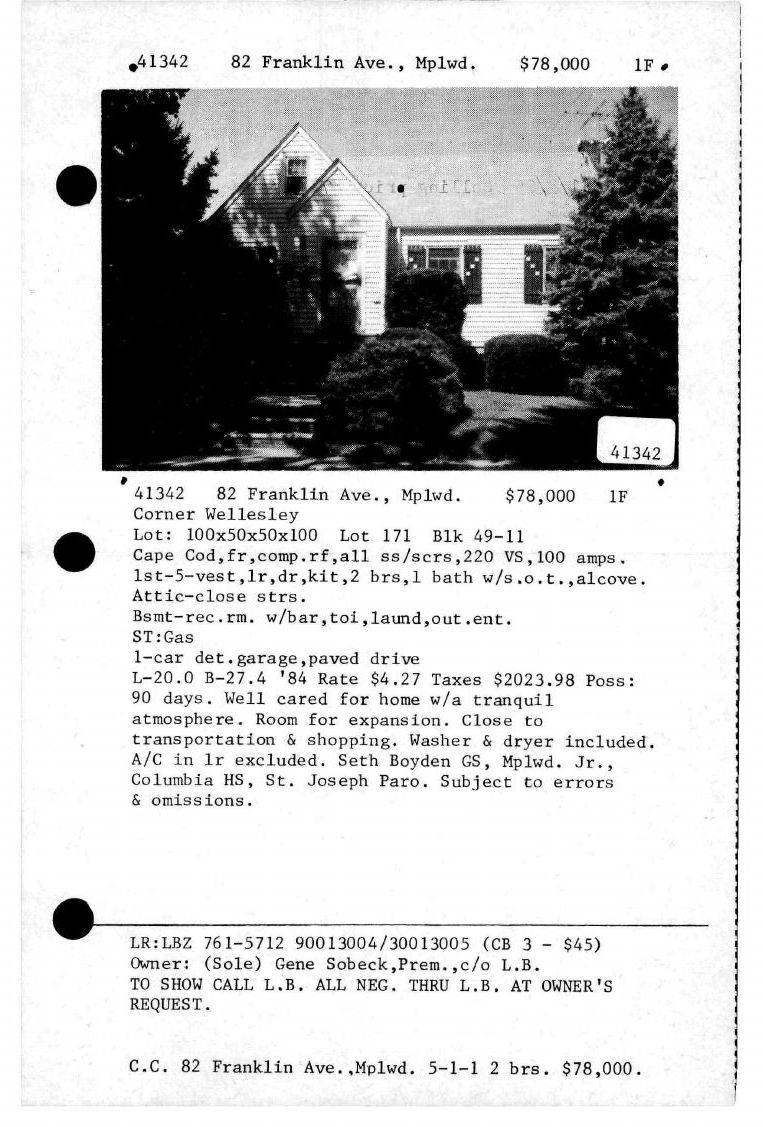 41342 82 Franklin Ave., Mplwd. $78,000 1F
41342
41342 82 Franklin Ave., Mplwd. $78,000 1F
Corner Wellesley
Lot: 100x50x50x100 Lot 171 Blk 49-11
Cape Cod,fr,comp.rf,all ss/scrs,220 VS,100 amps.
1st-5-vest,lr,dr,kit,2 brs,1 bath w/s.o.t.,alcove.
Attic-close strs.
Bsmt-rec.rm. w/bar,toi,laund,out.ent.
ST:Gas
1-car det.garage,paved drive
L-20.0 B-27.4 '84 Rate $4.27 Taxes $2023.98 Poss:
90 days. Well cared for home w/a tranquil
atmosphere. Room for expansion. Close to
transportation & shopping. Washer & dryer included.
A/C in lr excluded. Seth Boyden GS, Mplwd. Jr.,
Columbia HS, St. Joseph Paro. Subject to errors
& omissions.
LR:LBZ 761-5712 90013004/30013005 (CB 3 - $45)
Owner: (Sole) Gene Sobeck,Prem.,c/o L.B.
TO SHOW CALL L.B. ALL NEG. THRU L.B. AT OWNER'S
REQUEST.
C.C. 82 Franklin Ave.,Mplwd. 5-1-1 2 brs. $78,000.